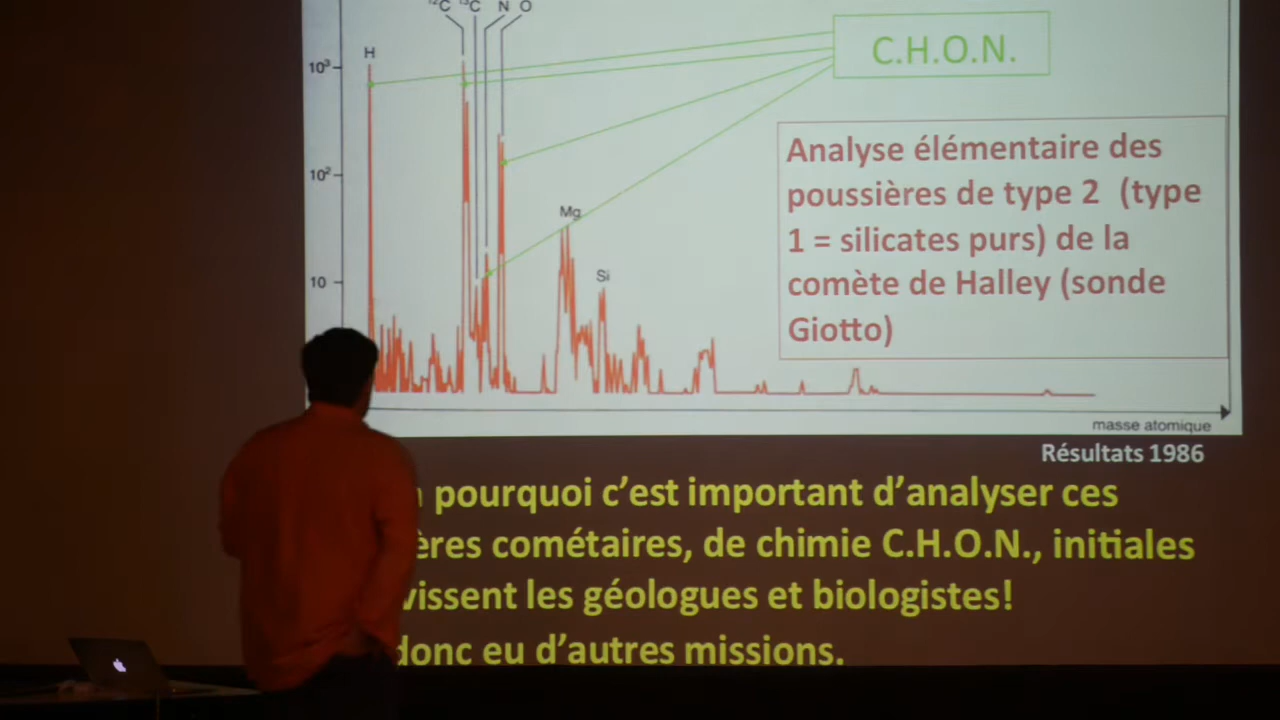 ¹²C ¹³C N O
H
C.H.O.N.
10³
Analyse élémentaire des
poussières de type 2 (type
1 = silicates purs) de la
comète de Halley (sonde
Giotto)
10²
Mg
Si
10
masse atomique
Résultats 1986
pourquoi c’est important d’analyser ces
ères cométaires, de chimie C.H.O.N., initiales
vissent les géologues et biologistes!
donc eu d’autres missions.